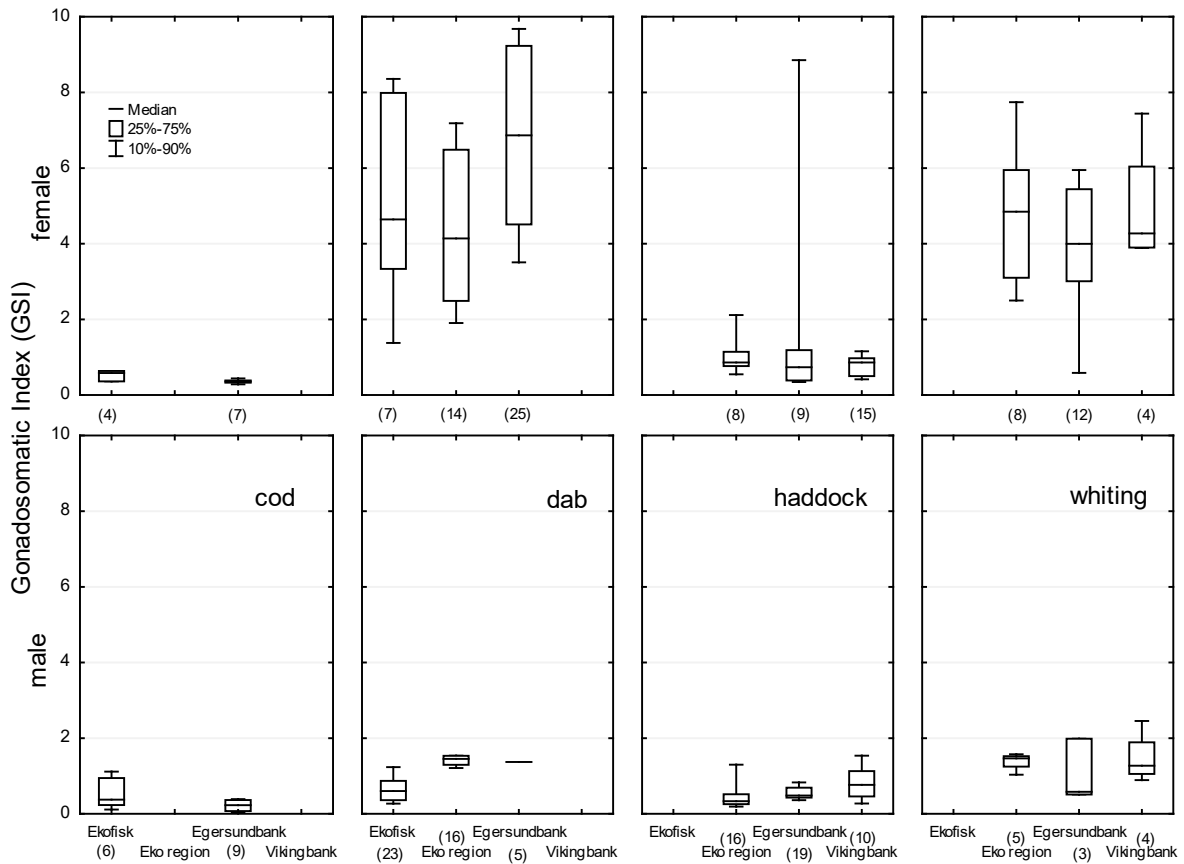 Gonadosomatic Index (GSI)
female
10
8
6
4
2
0
Median
25%-75%
10%-90%
(4) (7) (7) (14) (25) (8) (9) (15) (8) (12) (4)
male
10
8
6
4
2
0
cod dab haddock whiting
Ekofisk Egersundbank Ekofisk Egersundbank Ekofisk Egersundbank Ekofisk Egersundbank
(6) Eko region (9) Vikingbank (23) (16) Eko region (5) Vikingbank (16) Eko region (19) (10) Vikingbank (5) Eko region (3) (4) Vikingbank